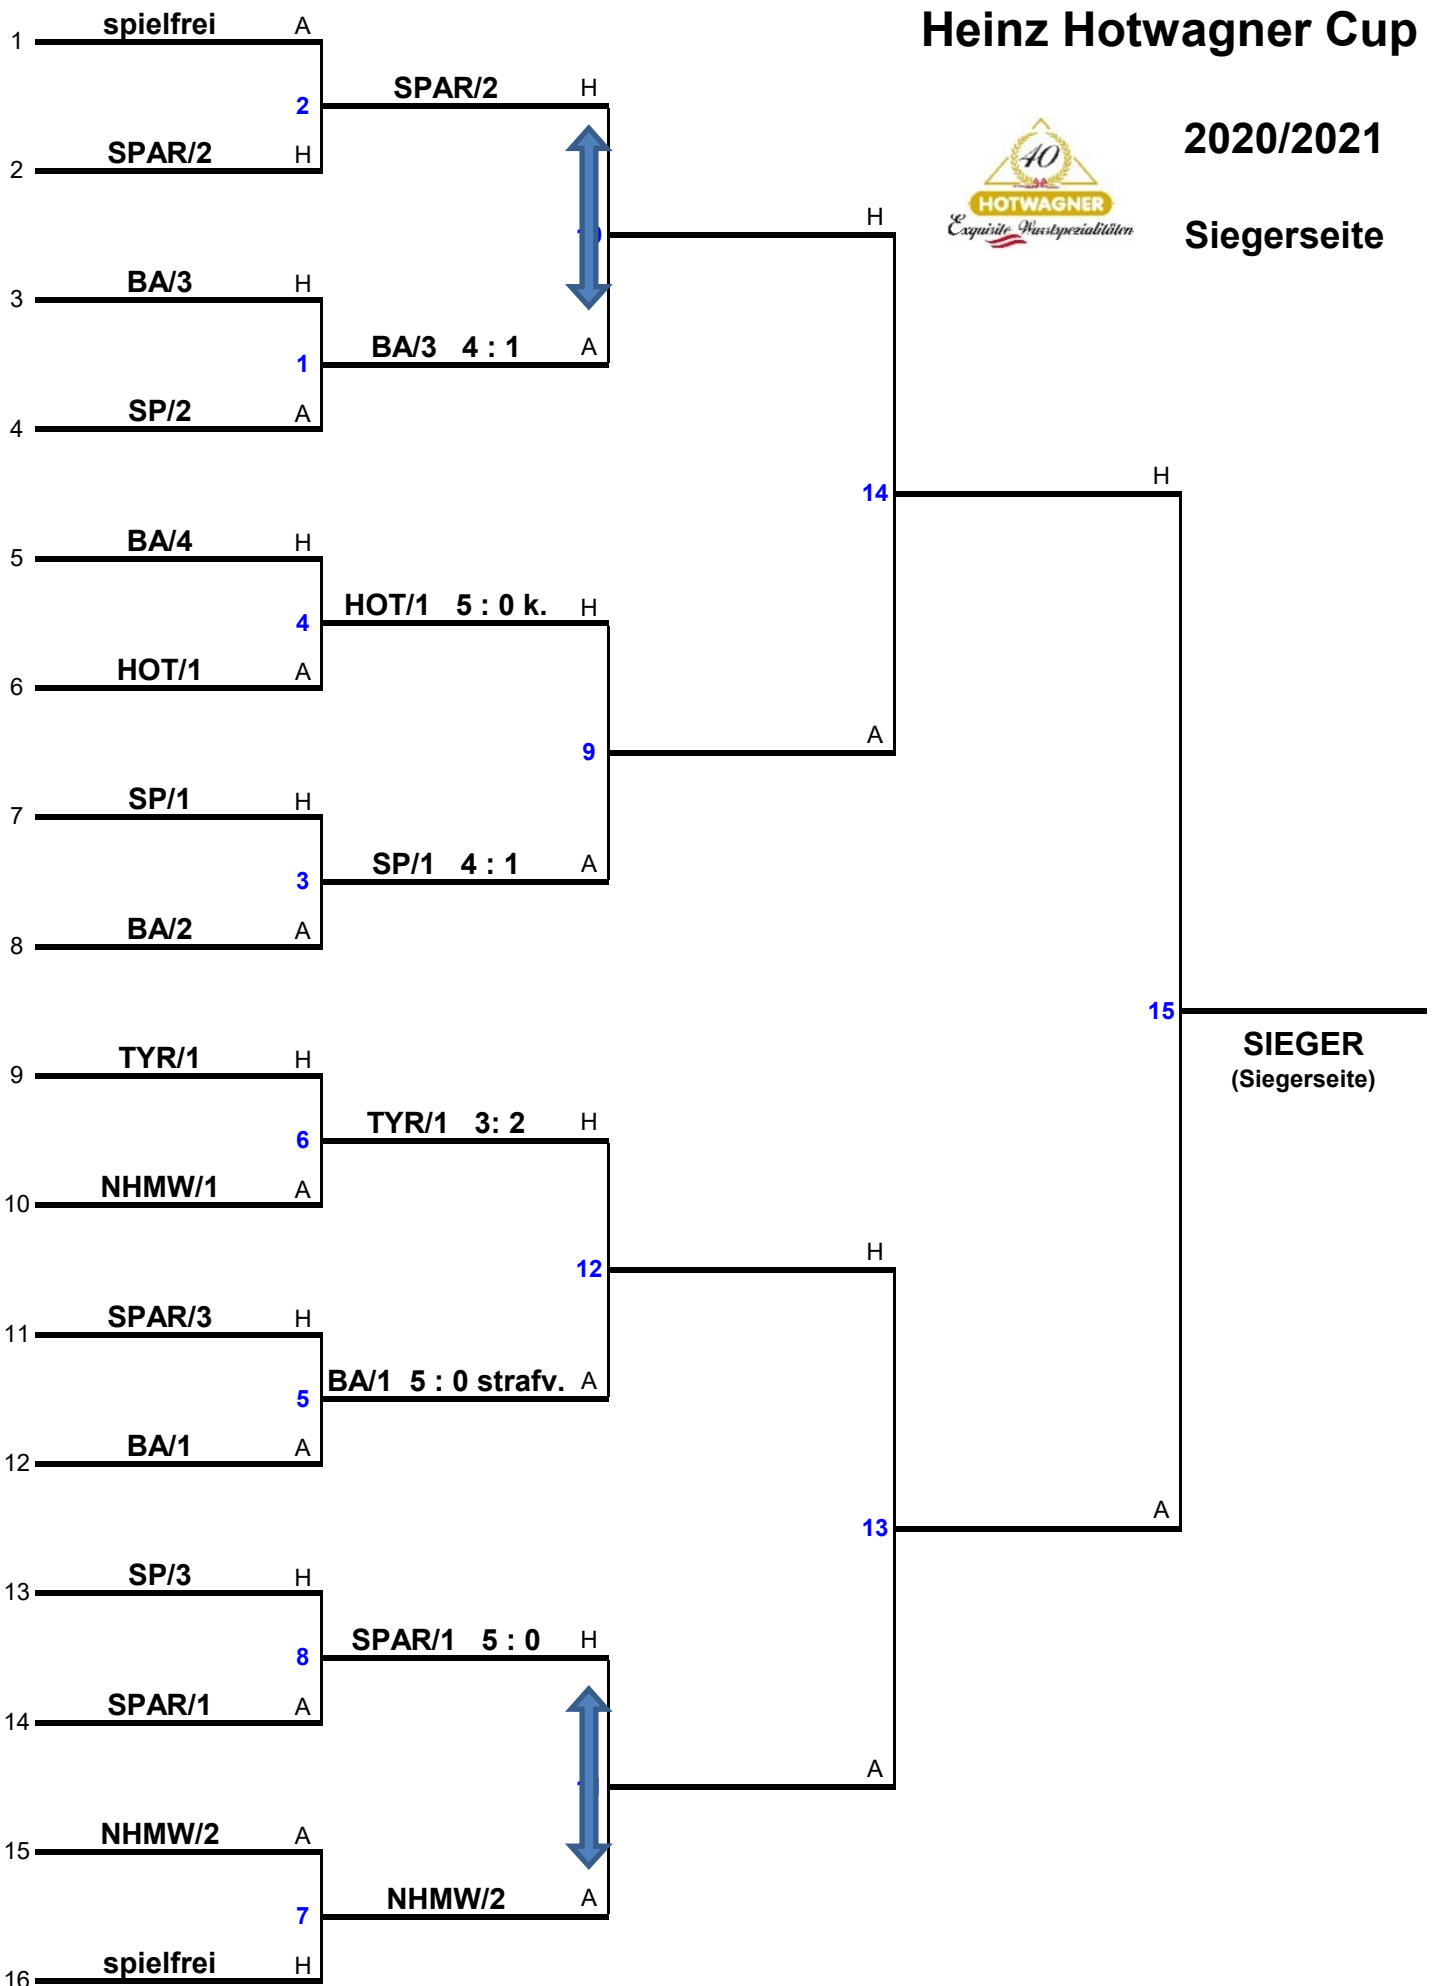 Heinz Hotwagner Cup
2020/2021
Siegerseite
40
HOTWAGNER
Exquisite Wurstspezialitäten
1 spielfrei A
2
SPAR/2 H
2 SPAR/2 H
H
3 BA/3 H
1
BA/3 4 : 1 A
4 SP/2 A
14
H
5 BA/4 H
4
HOT/1 5 : 0 k. H
6 HOT/1 A
9
A
7 SP/1 H
3
SP/1 4 : 1 A
8 BA/2 A
15
SIEGER
(Siegerseite)
9 TYR/1 H
6
TYR/1 3: 2 H
10 NHMW/1 A
12
H
11 SPAR/3 H
5
BA/1 5 : 0 strafv. A
12 BA/1 A
13
A
13 SP/3 H
8
SPAR/1 5 : 0 H
14 SPAR/1 A
A
15 NHMW/2 A
7
NHMW/2 A
16 spielfrei H